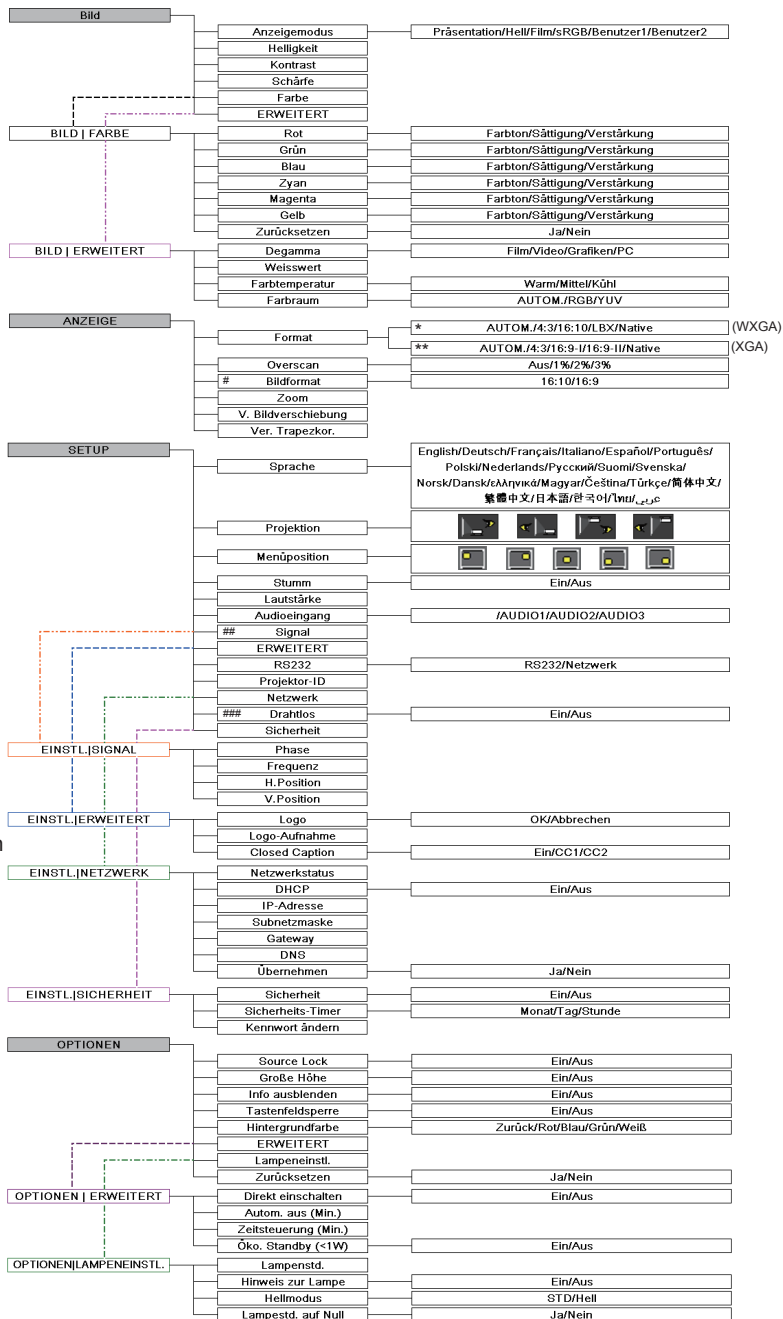 Bild
Anzeigemodus Präsentation/Hell/Film/sRGB/Benutzer1/Benutzer2
Helligkeit
Kontrast
Schärfe
Farbe
ERWEITERT
BILD | FARBE Rot Farbton/Sättigung/Verstärkung
Grün Farbton/Sättigung/Verstärkung
Blau Farbton/Sättigung/Verstärkung
Zyan Farbton/Sättigung/Verstärkung
Magenta Farbton/Sättigung/Verstärkung
Gelb Farbton/Sättigung/Verstärkung
Zurücksetzen Ja/Nein
BILD | ERWEITERT Degamma Film/Video/Grafiken/PC
Weisswert
Farbtemperatur Warm/Mittel/Kühl
Farbraum AUTOM./RGB/YUV
ANZEIGE
Format * AUTOM./4:3/16:10/LBX/Native (WXGA)
** AUTOM./4:3/16:9-I/16:9-II/Native (XGA)
Overscan Aus/1%/2%/3%
# Bildformat 16:10/16:9
Zoom
V. Bildverschiebung
Ver. Trapezkor.
SETUP
Sprache English/Deutsch/Français/Italiano/Español/Português/
Polski/Nederlands/Русский/Suomi/Svenska/
Norsk/Dansk/ελληνικά/Magyar/Čeština/Türkçe/简体中文/
繁體中文/日本語/한국어/ไทย/عربي
Projektion
Menüposition
Stumm Ein/Aus
Lautstärke
Audioeingang /AUDIO1/AUDIO2/AUDIO3
## Signal
ERWEITERT
RS232 RS232/Netzwerk
Projektor-ID
Netzwerk
### Drahtlos Ein/Aus
Sicherheit
EINSTL.|SIGNAL Phase
Frequenz
H.Position
V.Position
EINSTL.|ERWEITERT Logo OK/Abbrechen
Logo-Aufnahme
n
Closed Caption Ein/CC1/CC2
EINSTL.|NETZWERK Netzwerkstatus
DHCP Ein/Aus
IP-Adresse
Subnetzmaske
Gateway
DNS
Übernehmen Ja/Nein
EINSTL.|SICHERHEIT Sicherheit Ein/Aus
Sicherheits-Timer Monat/Tag/Stunde
Kennwort ändern
OPTIONEN
Source Lock Ein/Aus
Große Höhe Ein/Aus
Info ausblenden Ein/Aus
Tastenfeldsperre Ein/Aus
Hintergrundfarbe Zurück/Rot/Blau/Grün/Weiß
ERWEITERT
Lampeneinstl.
Zurücksetzen Ja/Nein
OPTIONEN | ERWEITERT Direkt einschalten Ein/Aus
Autom. aus (Min.)
Zeitsteuerung (Min.)
Öko. Standby (<1W) Ein/Aus
OPTIONEN|LAMPENEINSTL. Lampenstd.
Hinweis zur Lampe Ein/Aus
Hellmodus STD/Hell
Lampestd. auf Null Ja/Nein